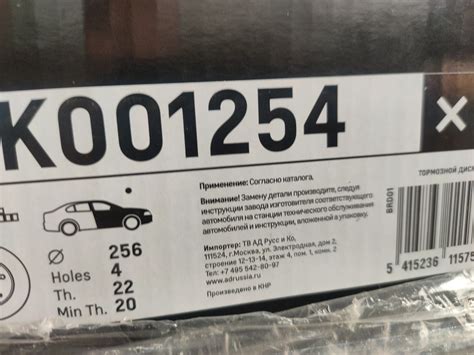 K001254
Применение: Согласно каталога.
Внимание! Замену детали производите, следуя
инструкции завода изготовителя соответствующего
автомобиля на станции технического обслуживания
автомобилей и инструкции, вложенной в упаковку.
Импортер: ТВ АД Русс и Ко,
111524, г.Москва, ул. Электродная, дом 2,
строение 12-13-14, этаж 4, пом. 1, комн. 2
Тел.: +7 495 542-80-97
www.adrussia.ru
Произведено в КНР
Ø 256
Holes 4
Th. 22
Min Th. 20
BRD01
ТОРМОЗНОЙ ДИСК
5 415236 11575